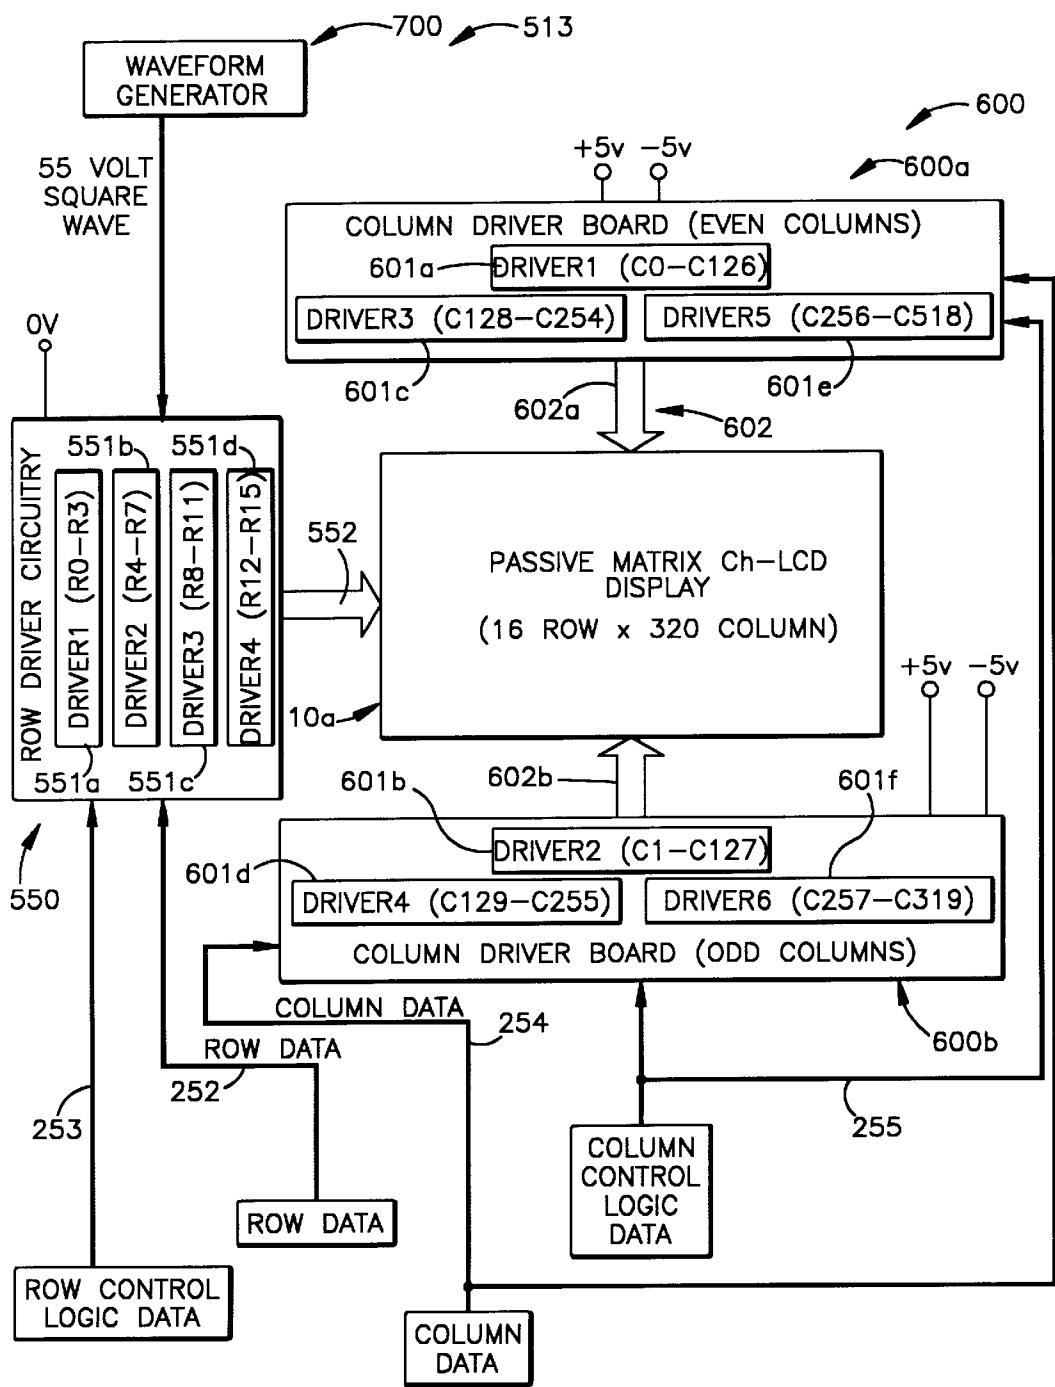 700
513
WAVEFORM
GENERATOR
600
+5v -5v
600a
55 VOLT
SQUARE
WAVE
COLUMN DRIVER BOARD (EVEN COLUMNS)
601a
DRIVER1 (C0-C126)
DRIVER3 (C128-C254)
DRIVER5 (C256-C518)
0V
601c
601e
602a
602
551b
551d
ROW DRIVER CIRCUITRY
DRIVER1 (R0-R3)
DRIVER2 (R4-R7)
DRIVER3 (R8-R11)
DRIVER4 (R12-R15)
552
PASSIVE MATRIX Ch-LCD
DISPLAY
(16 ROW x 320 COLUMN)
+5v -5v
10a
551a
551c
601b
602b
601f
DRIVER2 (C1-C127)
601d
550
DRIVER4 (C129-C255)
DRIVER6 (C257-C319)
COLUMN DRIVER BOARD (ODD COLUMNS)
COLUMN DATA
254
600b
ROW DATA
252
253
255
COLUMN
CONTROL
LOGIC
DATA
ROW DATA
ROW CONTROL
LOGIC DATA
COLUMN
DATA